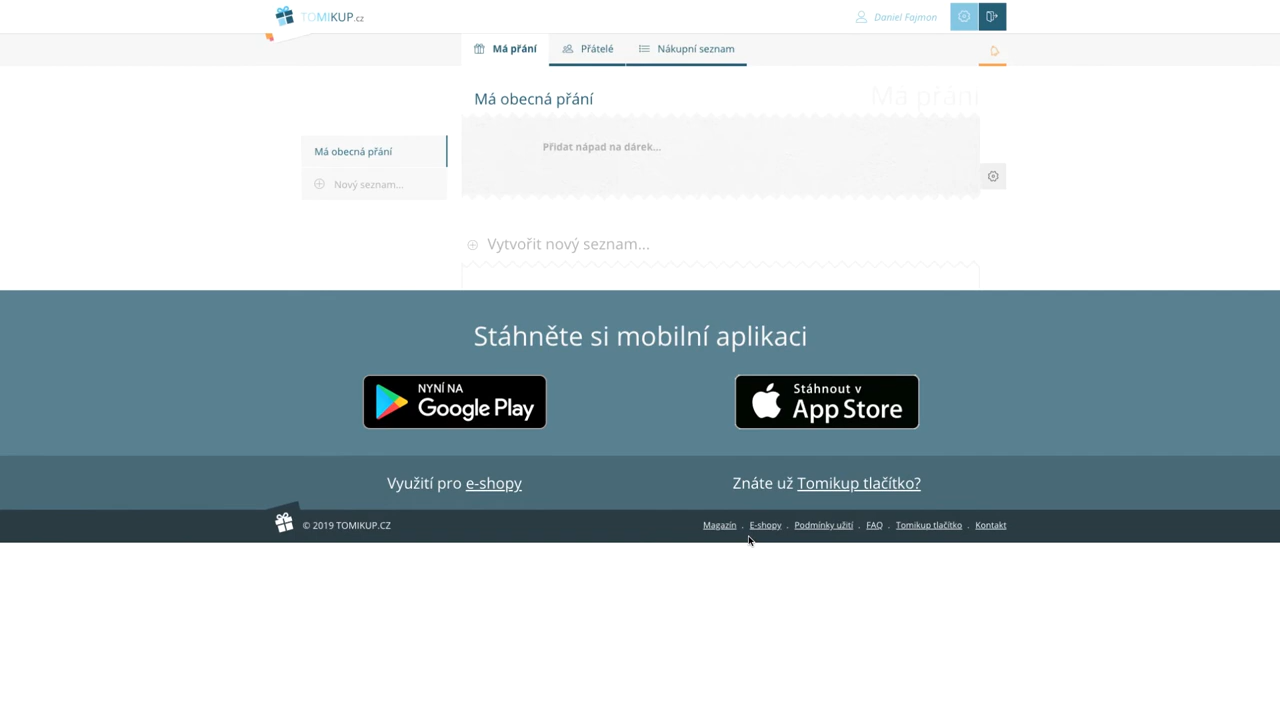 TOMIKUP.cz
Daniel Fajmon
Má přání
Přátelé
Nákupní seznam
Má obecná přání
Má přání
Přidat nápad na dárek...
Má obecná přání
Nový seznam...
Vytvořit nový seznam...
Stáhněte si mobilní aplikaci
NYNÍ NA
Google Play
Stáhnout v
App Store
Využití pro e-shopy
Znáte už Tomikup tlačítko?
© 2019 TOMIKUP.CZ
Magazín . E-shopy . Podmínky užití . FAQ . Tomikup tlačítko . Kontakt